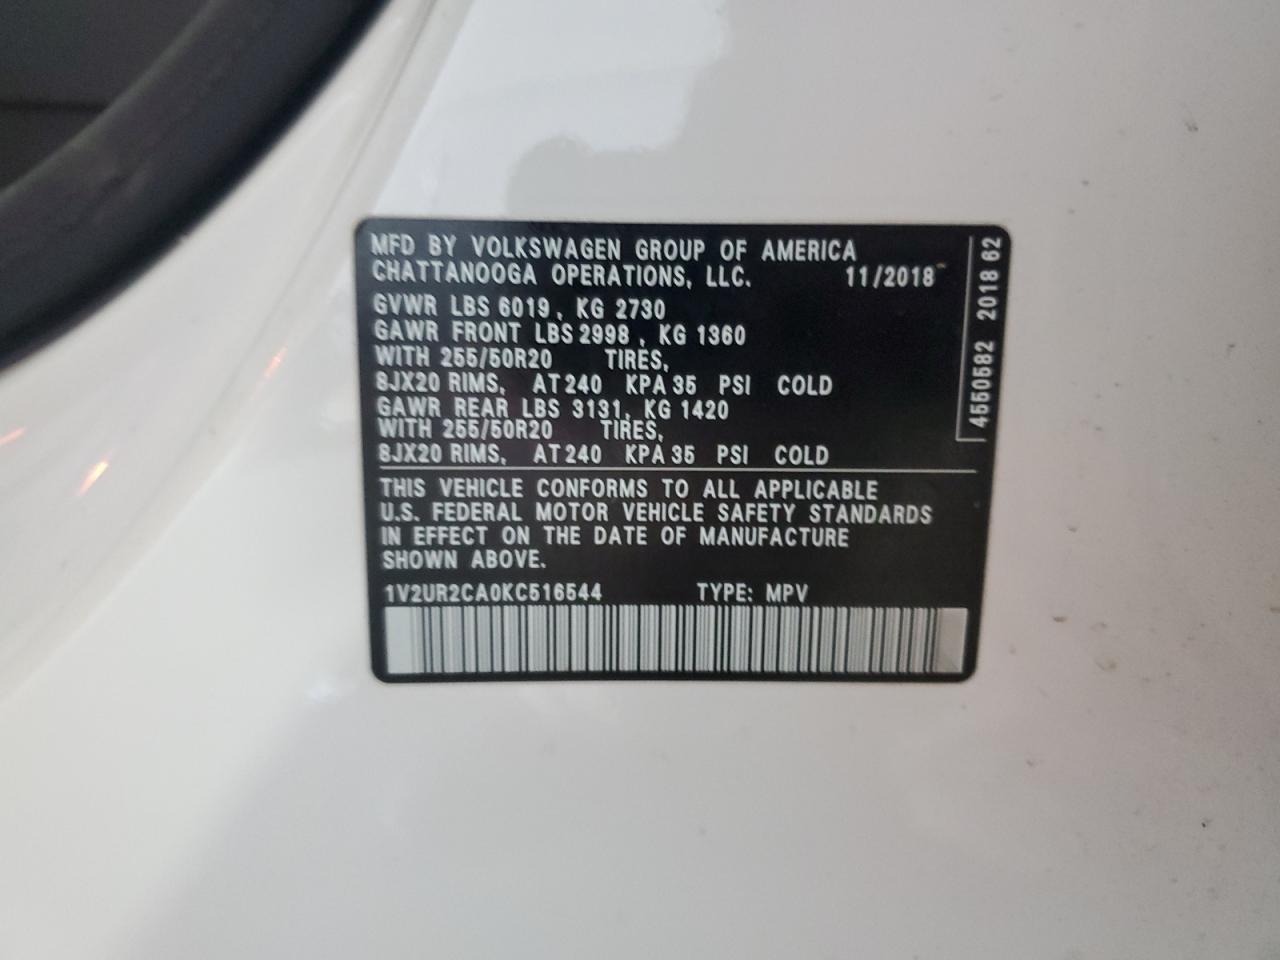 MFD BY VOLKSWAGEN GROUP OF AMERICA
CHATTANOOGA OPERATIONS, LLC. 11/2018
GVWR LBS 6019, KG 2730
GAWR FRONT LBS 2998, KG 1360
WITH 255/50R20 TIRES,
8JX20 RIMS, AT 240 KPA 35 PSI COLD
GAWR REAR LBS 3131, KG 1420
WITH 255/50R20 TIRES,
8JX20 RIMS, AT 240 KPA 35 PSI COLD
THIS VEHICLE CONFORMS TO ALL APPLICABLE
U.S. FEDERAL MOTOR VEHICLE SAFETY STANDARDS
IN EFFECT ON THE DATE OF MANUFACTURE
SHOWN ABOVE.
1V2UR2CA0KC516544 TYPE: MPV
4550582 2018 62